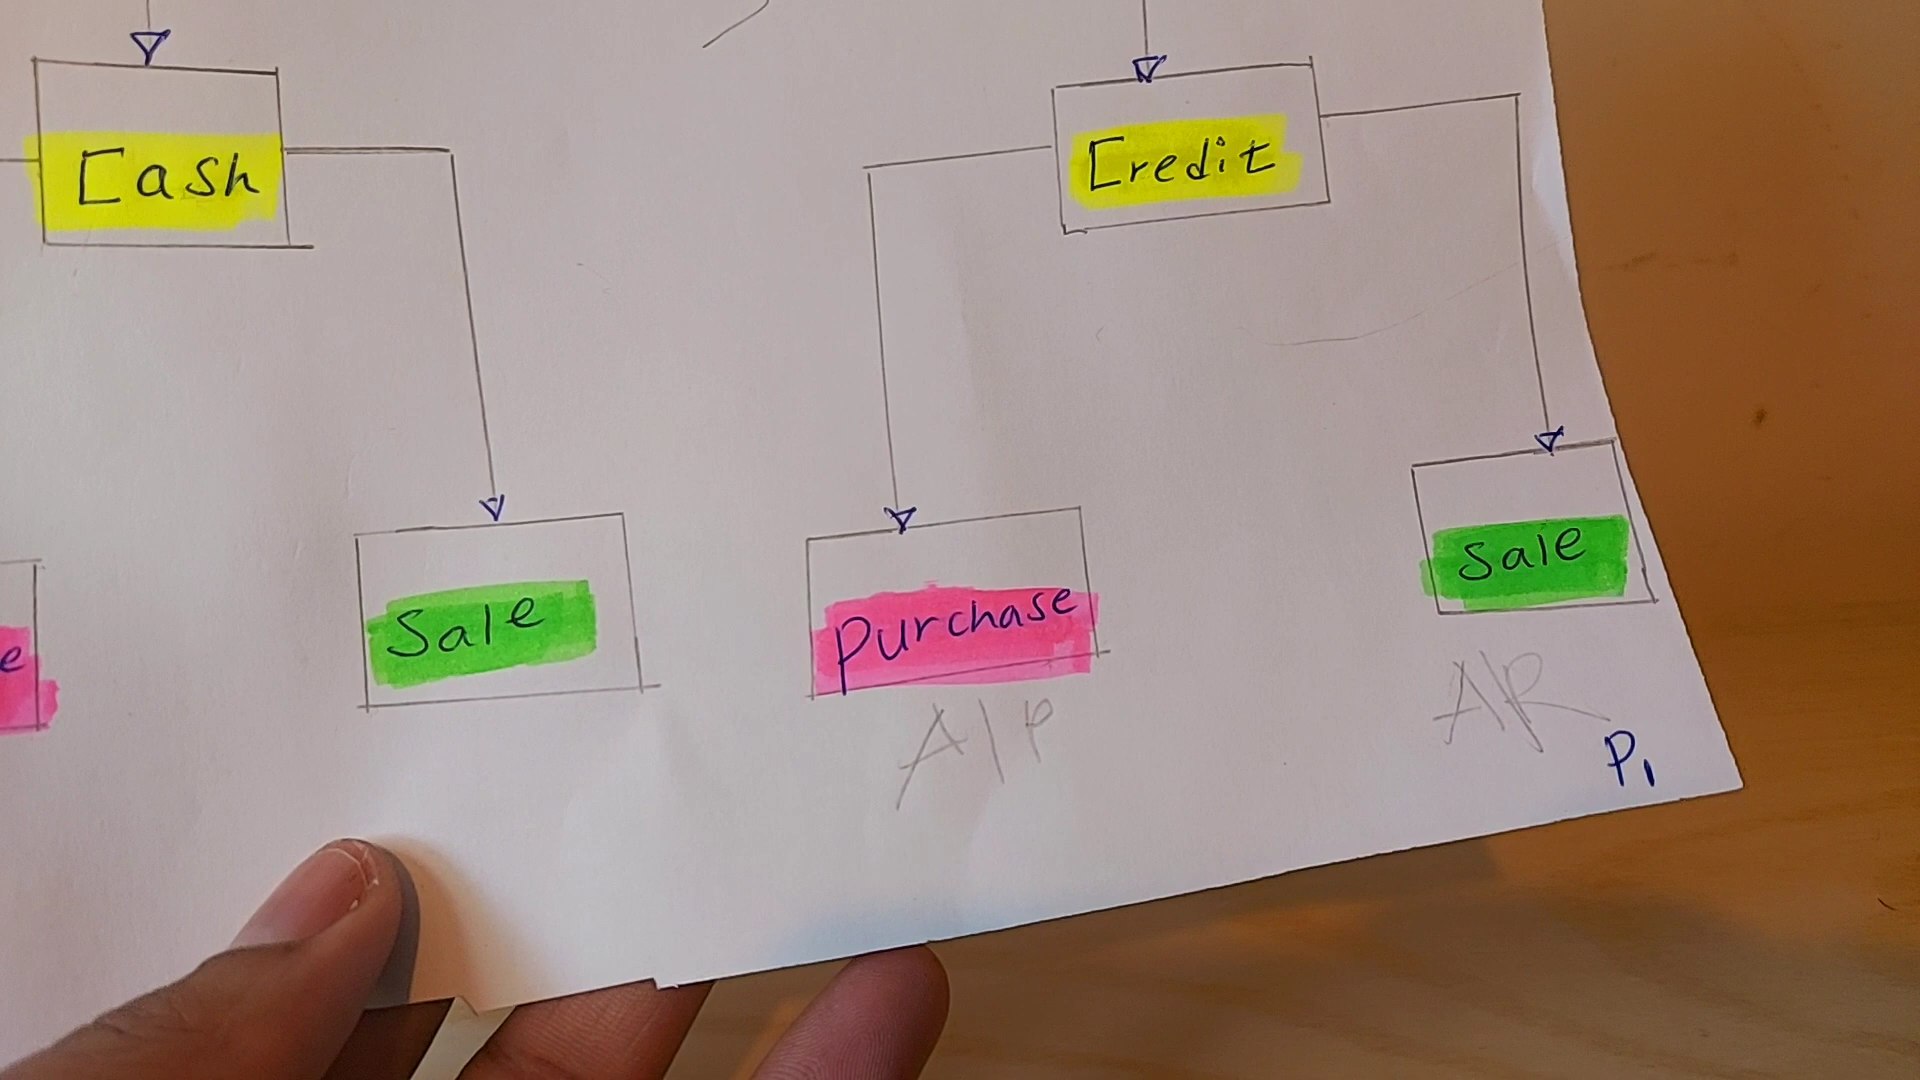 Cash
Credit
Sale
Purchase
Sale
e
A/P
A/R
P1